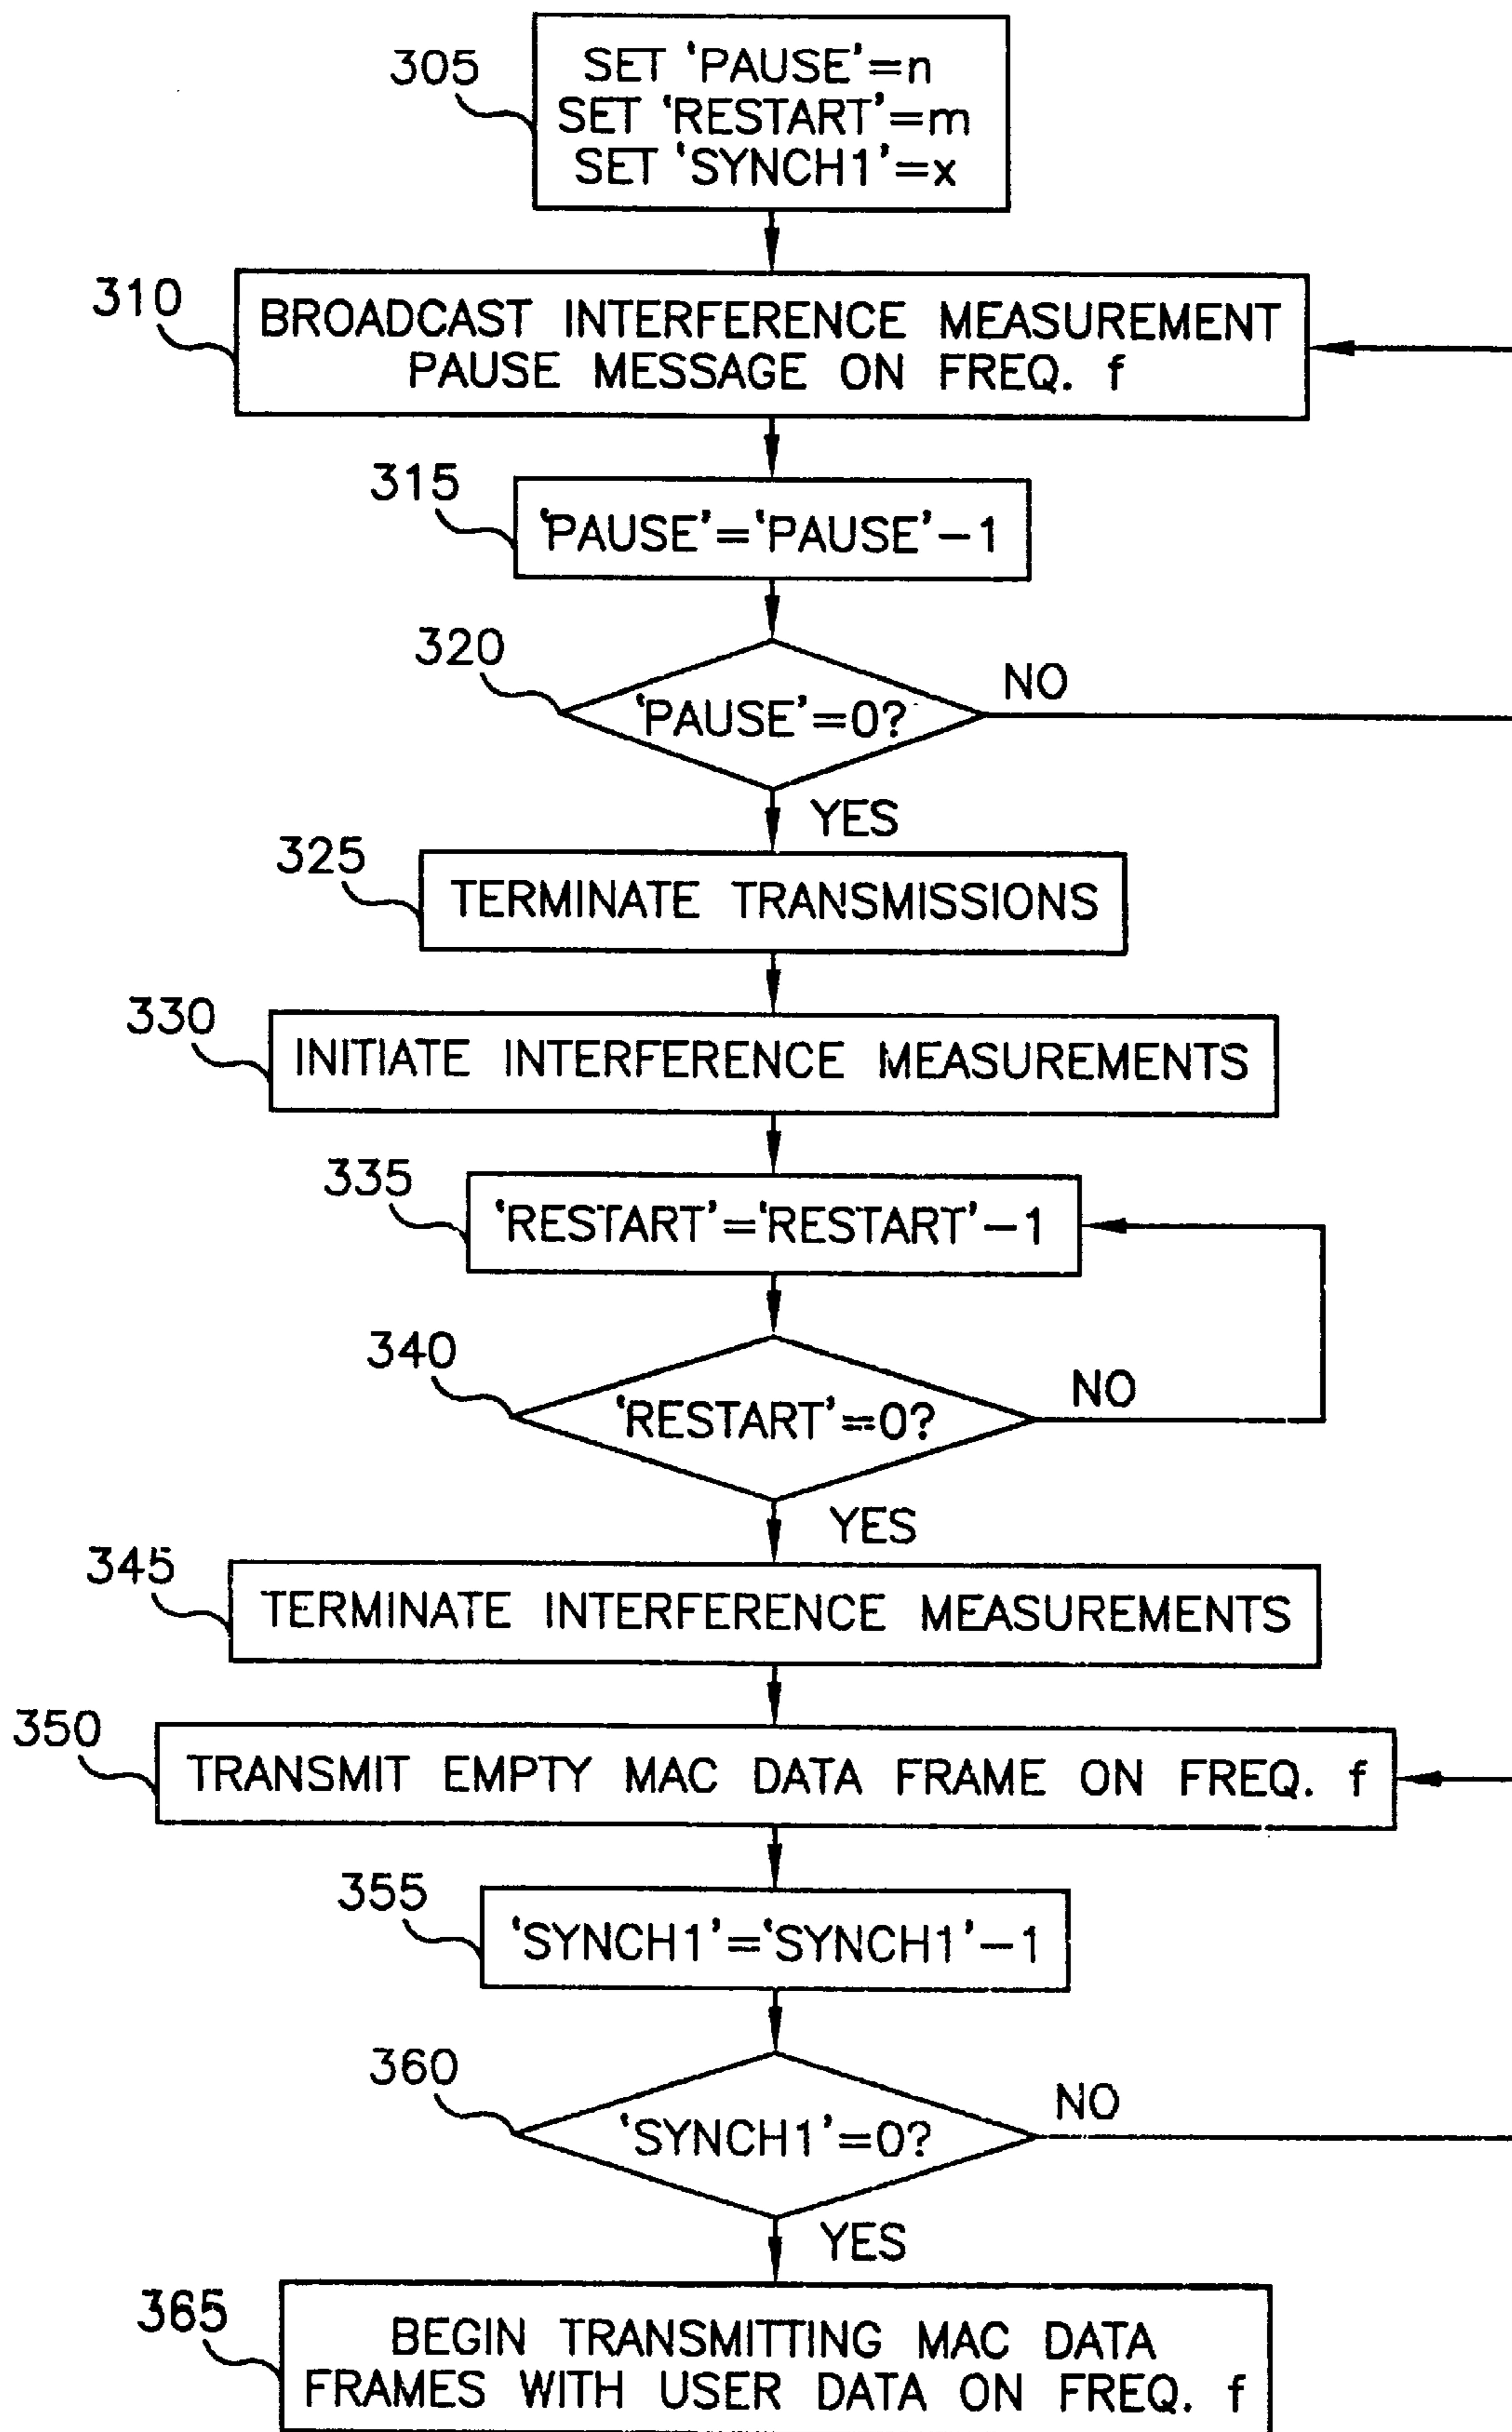 305
SET ‘PAUSE’=n
SET ‘RESTART’=m
SET ‘SYNCH1’=x
310
BROADCAST INTERFERENCE MEASUREMENT
PAUSE MESSAGE ON FREQ. f
315
‘PAUSE’=‘PAUSE’−1
320
‘PAUSE’=0?
NO
YES
325
TERMINATE TRANSMISSIONS
330
INITIATE INTERFERENCE MEASUREMENTS
335
‘RESTART’=‘RESTART’−1
340
‘RESTART’=0?
NO
YES
345
TERMINATE INTERFERENCE MEASUREMENTS
350
TRANSMIT EMPTY MAC DATA FRAME ON FREQ. f
355
‘SYNCH1’=‘SYNCH1’−1
360
‘SYNCH1’=0?
NO
YES
365
BEGIN TRANSMITTING MAC DATA
FRAMES WITH USER DATA ON FREQ. f